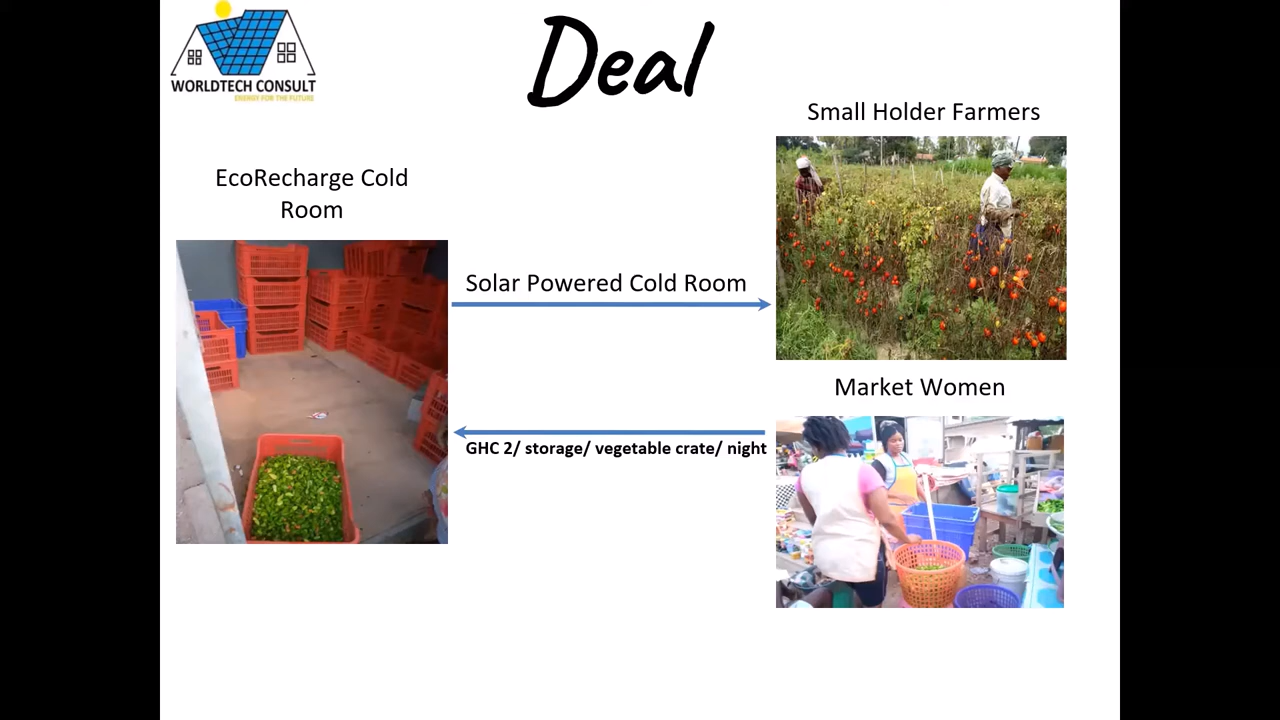 WORLDTECH CONSULT
ENERGY FOR THE FUTURE
Deal
Small Holder Farmers
EcoRecharge Cold
Room
Solar Powered Cold Room
Market Women
GHC 2/ storage/ vegetable crate/ night